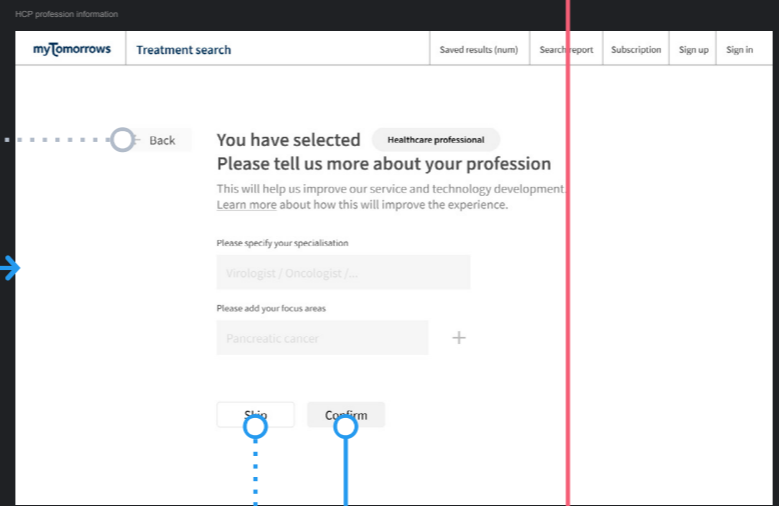 HCP profession information
myTomorrows
Treatment search
Saved results (num)
Search report
Subscription
Sign up
Sign in
Back
You have selected
Healthcare professional
Please tell us more about your profession
This will help us improve our service and technology development.
Learn more about how this will improve the experience.
Please specify your specialisation
Virologist / Oncologist /...
Please add your focus areas
Pancreatic cancer
+
Skip
Confirm